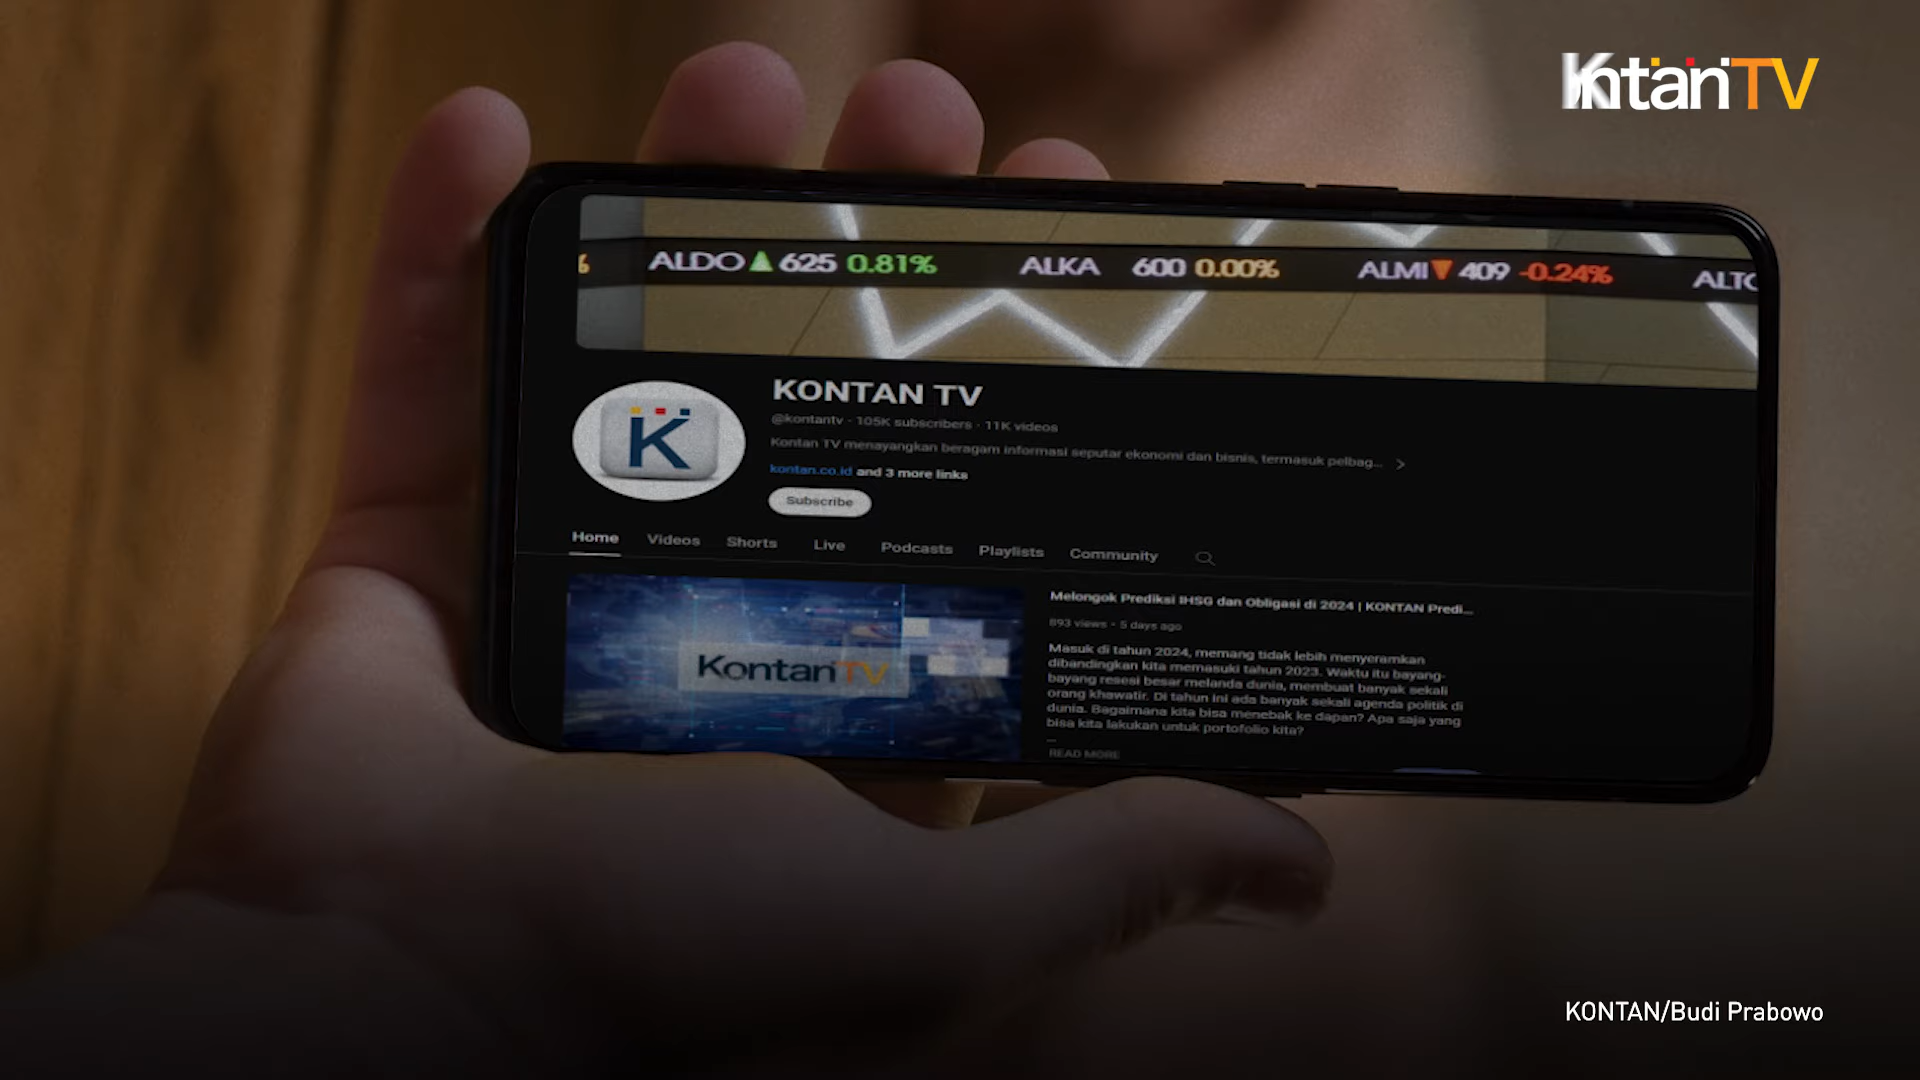 KontanTV
% ALDO ▲ 625 0.81% ALKA 600 0.00% ALMI ▼ 409 -0.24% ALTO
KONTAN TV
@kontantv · 105K subscribers · 11K videos
Kontan TV menayangkan beragam informasi seputar ekonomi dan bisnis, termasuk pelbag... >
kontan.co.id and 3 more links
Subscribe
Home Videos Shorts Live Podcasts Playlists Community
KontanTV
Melongok Prediksi IHSG dan Obligasi di 2024 | KONTAN Predi...
893 views • 5 days ago
Masuk di tahun 2024, memang tidak lebih menyeramkan
dibandingkan kita memasuki tahun 2023. Waktu itu bayang-
bayang resesi besar melanda dunia, membuat banyak sekali
orang khawatir. Di tahun ini ada banyak sekali agenda politik di
dunia. Bagaimana kita bisa menebak ke dapan? Apa saja yang
bisa kita lakukan untuk portofolio kita?
...
READ MORE
KONTAN/Budi Prabowo